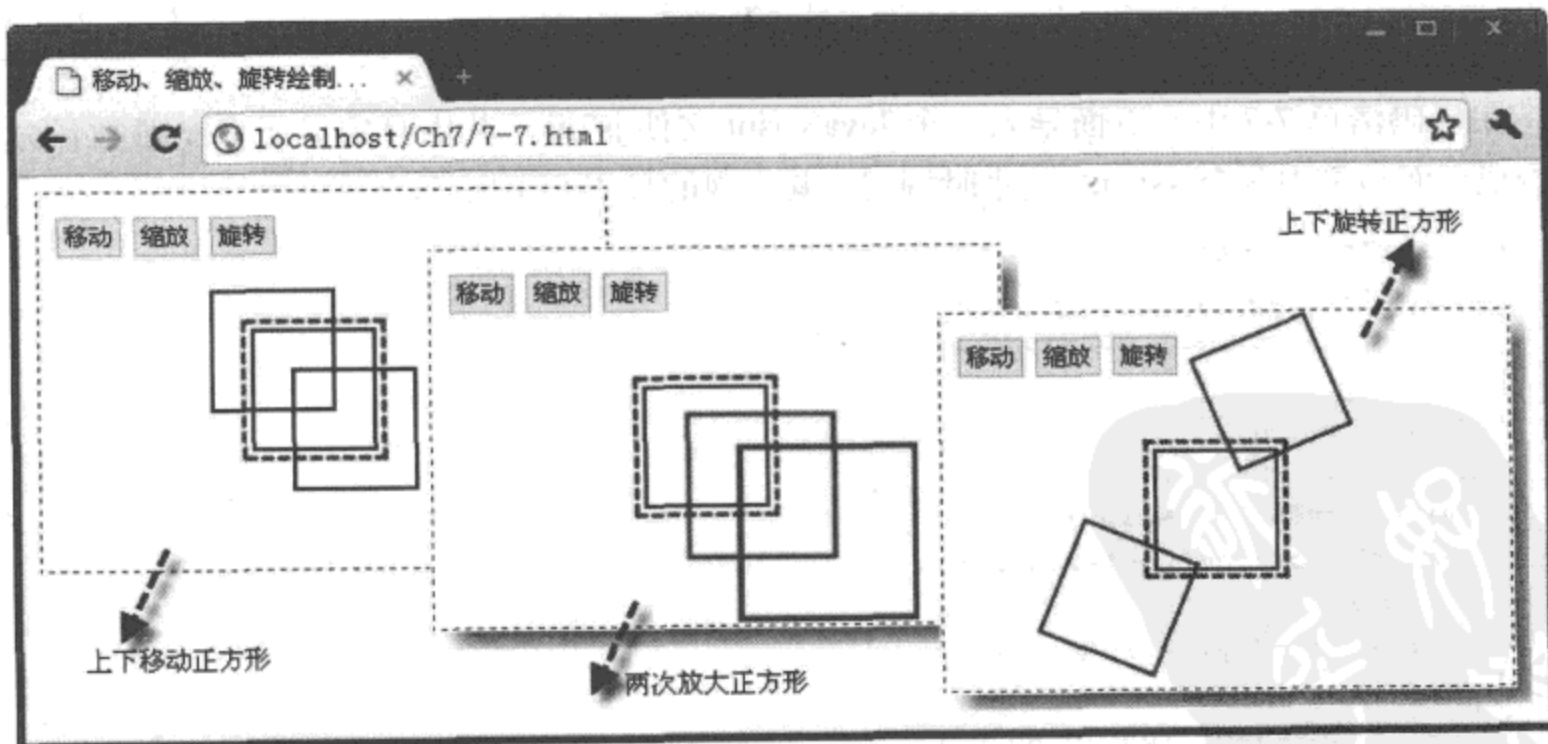 移动、缩放、旋转绘制...
localhost/Ch7/7-7.html
移动 缩放 旋转
上下移动正方形
移动 缩放 旋转
两次放大正方形
移动 缩放 旋转
上下旋转正方形